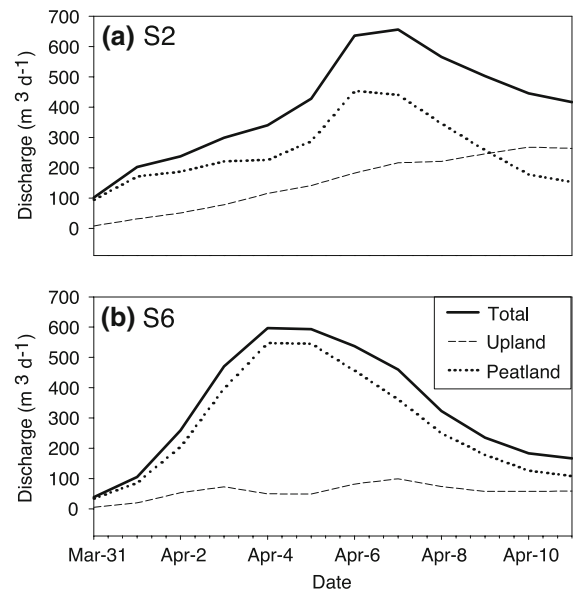 (a) S2
Discharge (m 3 d-1)
700
600
500
400
300
200
100
0
(b) S6
Discharge (m 3 d-1)
700
600
500
400
300
200
100
0
Total
Upland
Peatland
Mar-31 Apr-2 Apr-4 Apr-6 Apr-8 Apr-10
Date